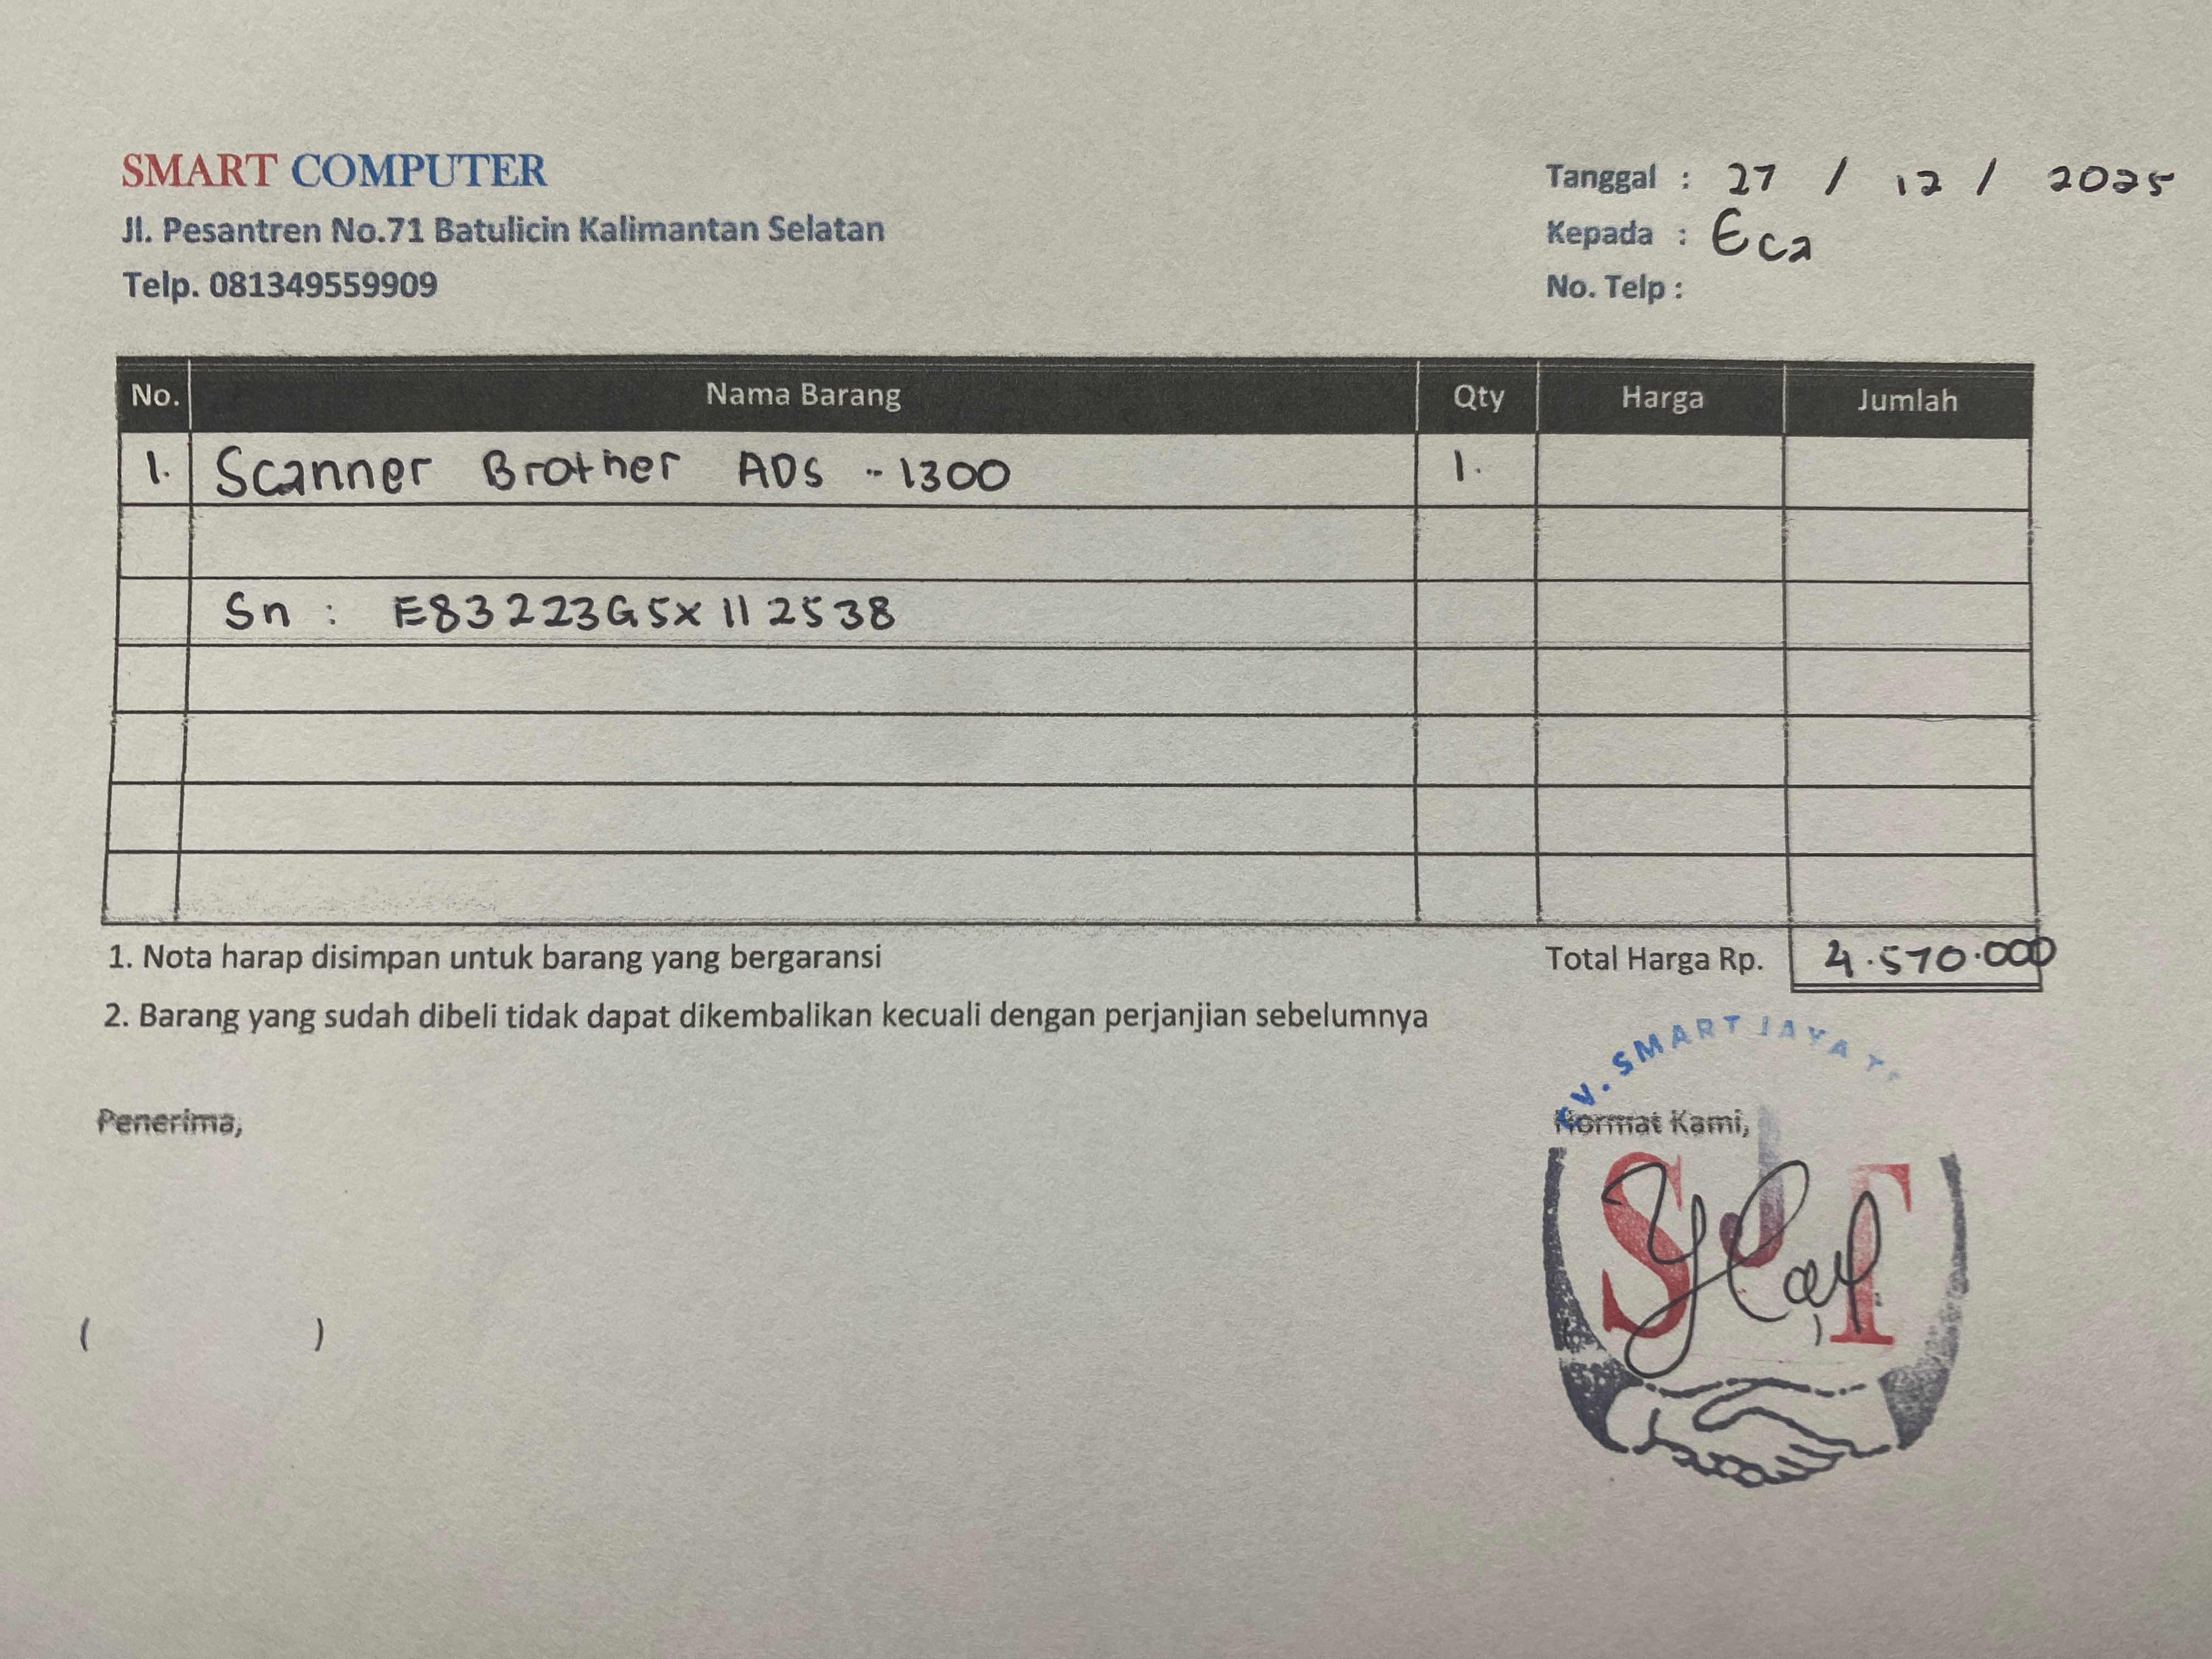 SMART COMPUTER
Jl. Pesantren No.71 Batulicin Kalimantan Selatan
Telp. 081349559909
Tanggal : 27 / 12 / 2025
Kepada : Eca
No. Telp :
No. Nama Barang Qty Harga Jumlah
1. Scanner Brother ADS -1300 1.
Sn : E83223G5X112538
1. Nota harap disimpan untuk barang yang bergaransi
Total Harga Rp. 4.570.000
2. Barang yang sudah dibeli tidak dapat dikembalikan kecuali dengan perjanjian sebelumnya
CV. SMART JAYA
Penerima,
Hormat Kami,
SJT
( )